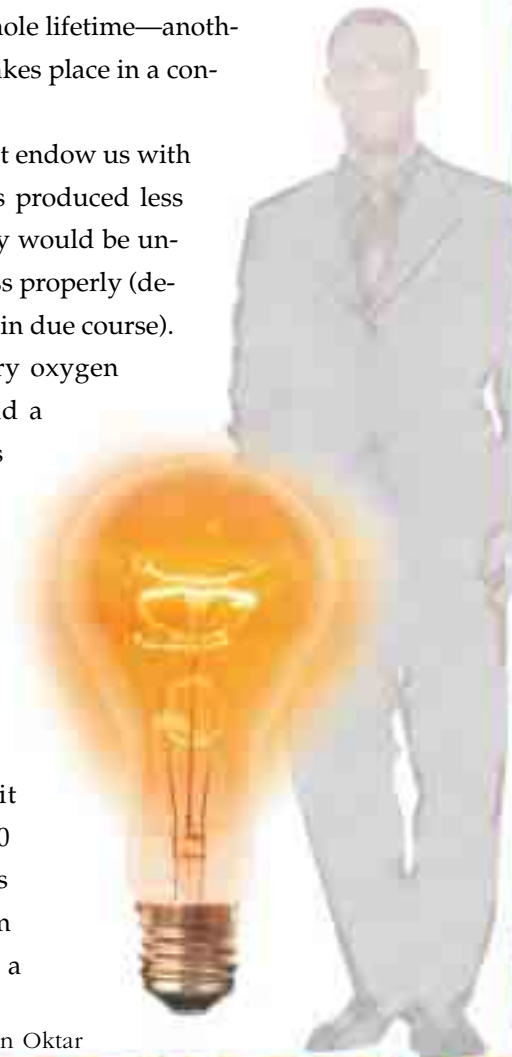 hole lifetime—anoth-
akes place in a con-
t endow us with
s produced less
y would be un-
ss properly (de-
in due course).
ry oxygen
d a
s
it
0
s
n
a
n Oktar